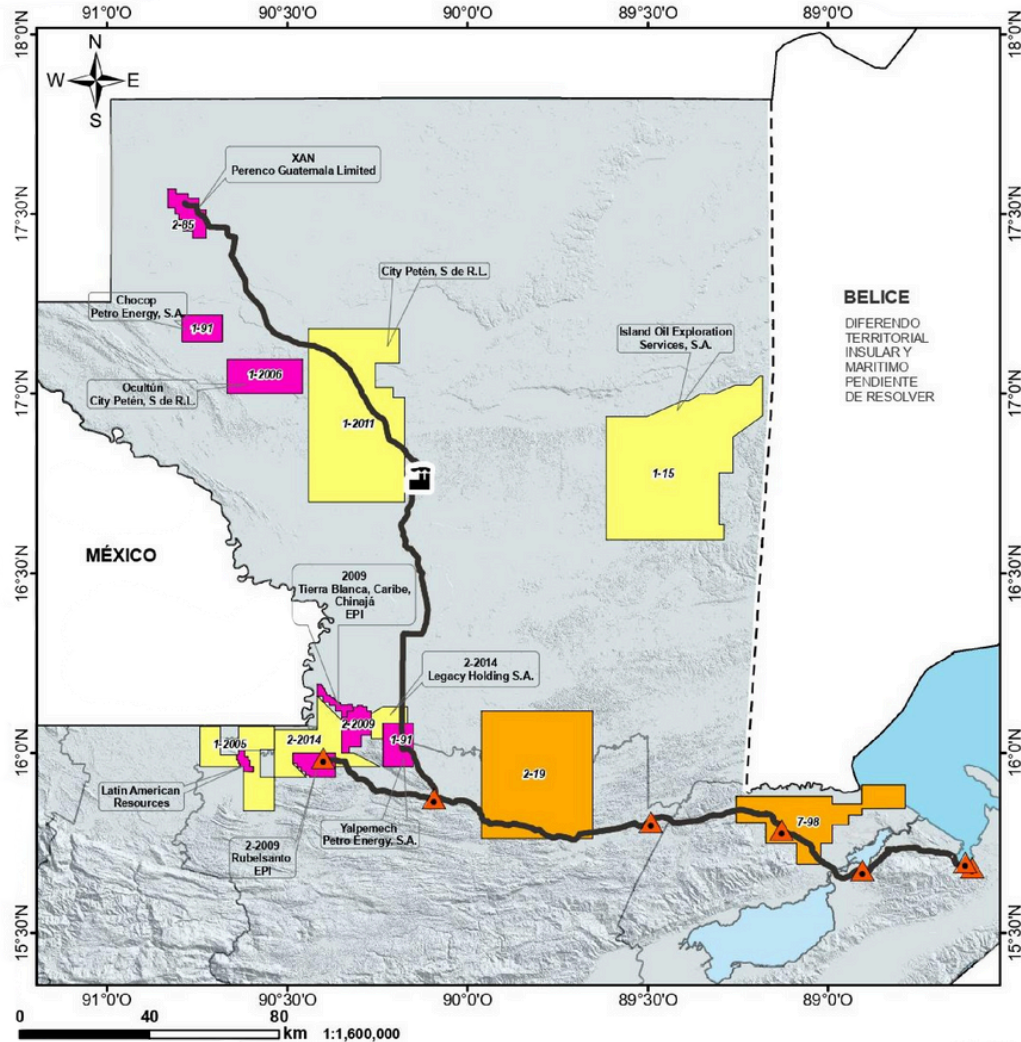 91°0'O 90°30'O 90°0'O 89°30'O 89°0'O
18°0'N
18°0'N
N
W E
S
XAN
Perenco Guatemala Limited
17°30'N
17°30'N
2-85
City Petén, S de R.L.
Chocop
Petro Energy, S.A.
1-91
BELICE
DIFERENDO
TERRITORIAL
INSULAR Y
MARITIMO
PENDIENTE
DE RESOLVER
Island Oil Exploration
Services, S.A.
Ocultún
City Petén, S de R.L.
1-2006
17°0'N
17°0'N
1-2011
1-15
MÉXICO
16°30'N
16°30'N
2009
Tierra Blanca, Caribe,
Chinajá
EPI
2-2014
Legacy Holding S.A.
1-2005
2-2014
2-2009
1-91
16°0'N
16°0'N
2-19
Latin American
Resources
7-98
Yalpemech
Petro Energy, S.A.
2-2009
Rubelsanto
EPI
15°30'N
15°30'N
91°0'O 90°30'O 90°0'O 89°30'O 89°0'O
0 40 80
km 1:1,600,000